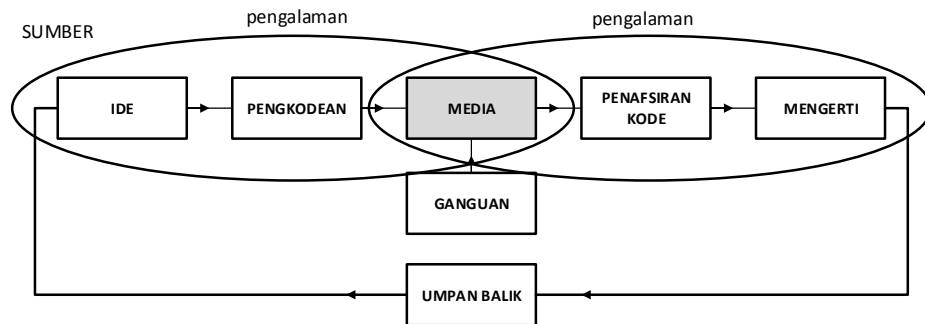 pengalaman
pengalaman
SUMBER
IDE
PENGKODEAN
MEDIA
PENAFSIRAN
KODE
MENGERTI
GANGUAN
UMPAN BALIK